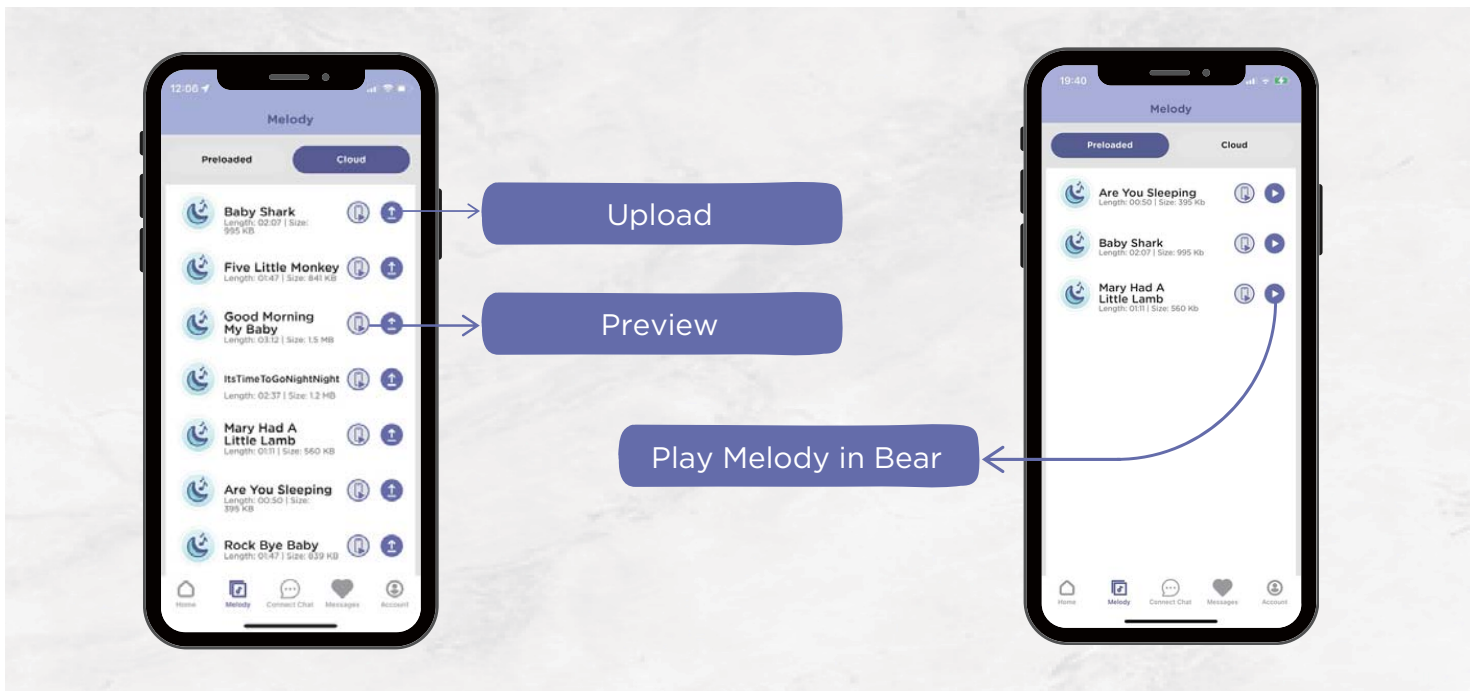 12:06
Melody
Preloaded
Cloud
Baby Shark
Length: 02:07 | Size:
995 KB
Five Little Monkey
Length: 01:47 | Size: 841 KB
Good Morning
My Baby
Length: 03:12 | Size: 1.5 MB
ItsTimeToGoNightNight
Length: 02:37 | Size: 1.2 MB
Mary Had A
Little Lamb
Length: 01:11 | Size: 560 KB
Are You Sleeping
Length: 00:50 | Size:
395 KB
Rock Bye Baby
Length: 01:47 | Size: 839 KB
Home
Melody
Connect Chat
Messages
Account
Upload
Preview
Play Melody in Bear
19:40
Melody
Preloaded
Cloud
Are You Sleeping
Length: 00:50 | Size: 395 Kb
Baby Shark
Length: 02:07 | Size: 995 Kb
Mary Had A
Little Lamb
Length: 01:11 | Size: 560 Kb
Home
Melody
Connect Chat
Messages
Account